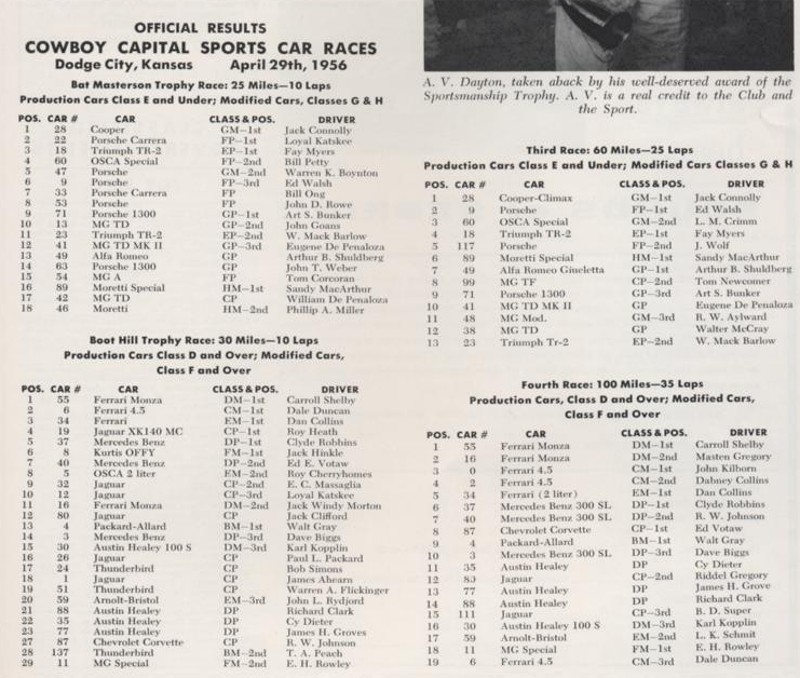 OFFICIAL RESULTS
COWBOY CAPITAL SPORTS CAR RACES
Dodge City, Kansas April 29th, 1956
Bat Masterson Trophy Race: 25 Miles—10 Laps
Production Cars Class E and Under; Modified Cars, Classes G & H
POS. CAR # CAR CLASS & POS. DRIVER
1 28 Cooper GM—1st Jack Connolly
2 22 Porsche Carrera FP—1st Loyal Katskee
3 18 Triumph TR-2 EP—1st Fay Myers
4 60 OSCA Special FP—2nd Bill Petty
5 47 Porsche GM—2nd Warren K. Boynton
6 9 Porsche FP—3rd Ed Walsh
7 33 Porsche Carrera FP Bill Ong
8 53 Porsche FP John D. Rowe
9 71 Porsche 1300 GP—1st Art S. Bunker
10 13 MG TD GP—2nd John Goans
11 23 Triumph TR-2 EP—2nd W. Mack Barlow
12 41 MG TD MK II GP—3rd Eugene De Penaloza
13 49 Alfa Romeo GP Arthur B. Shuldberg
14 63 Porsche 1300 GP John T. Weber
15 54 MG A FP Tom Corcoran
16 89 Moretti Special HM—1st Sandy MacArthur
17 42 MG TD CP William De Penaloza
18 46 Moretti HM—2nd Phillip A. Miller
Boot Hill Trophy Race: 30 Miles—10 Laps
Production Cars Class D and Over; Modified Cars,
Class F and Over
POS. CAR # CAR CLASS & POS. DRIVER
1 55 Ferrari Monza DM—1st Carroll Shelby
2 6 Ferrari 4.5 CM—1st Dale Duncan
3 34 Ferrari EM—1st Dan Collins
4 19 Jaguar XK140 MC CP—1st Roy Heath
5 37 Mercedes Benz DP—1st Clyde Robbins
6 8 Kurtis OFFY FM—1st Jack Hinkle
7 40 Mercedes Benz DP—2nd Ed E. Votaw
8 5 OSCA 2 liter EM—2nd Roy Cherryhomes
9 32 Jaguar CP—2nd E. C. Massaglia
10 12 Jaguar CP—3rd Loyal Katskee
11 16 Ferrari Monza DM—2nd Jack Windy Morton
12 80 Jaguar CP Jack Clifford
13 4 Packard-Allard BM—1st Walt Gray
14 3 Mercedes Benz DP—3rd Dave Biggs
15 30 Austin Healey 100 S DM—3rd Karl Kopplin
16 26 Jaguar CP Paul L. Packard
17 24 Thunderbird CP Bob Simons
18 1 Jaguar CP James Ahearn
19 51 Thunderbird CP Warren A. Flickinger
20 59 Arnolt-Bristol EM—3rd John L. Rydjord
21 88 Austin Healey DP Richard Clark
22 35 Austin Healey DP Cy Dieter
23 77 Austin Healey DP James H. Groves
27 87 Chevrolet Corvette CP R. W. Johnson
28 137 Thunderbird BM—2nd T. A. Peach
29 11 MG Special FM—2nd E. H. Rowley
A. V. Dayton, taken aback by his well-deserved award of the
Sportsmanship Trophy. A. V. is a real credit to the Club and
the Sport.
Third Race: 60 Miles—25 Laps
Production Cars Class E and Under; Modified Cars Classes G & H
POS. CAR # CAR CLASS & POS. DRIVER
1 28 Cooper-Climax GM—1st Jack Connolly
2 9 Porsche FP—1st Ed Walsh
3 60 OSCA Special GM—2nd L. M. Crimm
4 18 Triumph TR-2 EP—1st Fay Myers
5 117 Porsche FP—2nd J. Wolf
6 89 Moretti Special HM—1st Sandy MacArthur
7 49 Alfa Romeo Giucletta GP—1st Arthur B. Shuldberg
8 99 MG TF CP—2nd Tom Newcomer
9 71 Porsche 1300 GP—3rd Art S. Bunker
10 41 MG TD MK II GP Eugene De Penaloza
11 48 MG Mod. GM—3rd R. W. Aylward
12 38 MG TD GP Walter McCray
13 23 Triumph Tr-2 EP—2nd W. Mack Barlow
Fourth Race: 100 Miles—35 Laps
Production Cars, Class D and Over; Modified Cars,
Class F and Over
POS. CAR # CAR CLASS & POS. DRIVER
1 55 Ferrari Monza DM—1st Carroll Shelby
2 16 Ferrari Monza DM—2nd Masten Gregory
3 0 Ferrari 4.5 CM—1st John Kilborn
4 2 Ferrari 4.5 CM—2nd Dabney Collins
5 34 Ferrari (2 liter) EM—1st Dan Collins
6 37 Mercedes Benz 300 SL DP—1st Clyde Robbins
7 40 Mercedes Benz 300 SL DP—2nd R. W. Johnson
8 87 Chevrolet Corvette CP—1st Ed Votaw
9 4 Packard-Allard BM—1st Walt Gray
10 3 Mercedes Benz 300 SL DP—3rd Dave Biggs
11 35 Austin Healey DP Cy Dieter
12 80 Jaguar CP—2nd Riddel Gregory
13 77 Austin Healey DP James H. Grove
14 88 Austin Healey DP Richard Clark
15 111 Jaguar CP—3rd B. D. Super
16 30 Austin Healey 100 S DM—3rd Karl Kopplin
17 59 Arnolt-Bristol EM—2nd L. K. Schmit
18 11 MG Special FM—1st E. H. Rowley
19 6 Ferrari 4.5 CM—3rd Dale Duncan